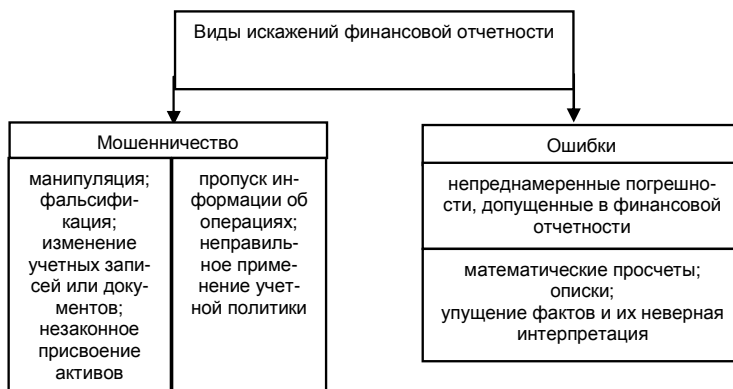 Виды искажений финансовой отчетности
Мошенничество
манипуляция;
фальсифи-
кация;
изменение
учетных запи-
сей или доку-
ментов;
незаконное
присвоение
активов
пропуск ин-
формации об
операциях;
неправиль-
ное приме-
нение учет-
ной политики
Ошибки
непреднамеренные погрешно-
сти, допущенные в финансовой
отчетности
математические просчеты;
описки;
упущение фактов и их неверная
интерпретация